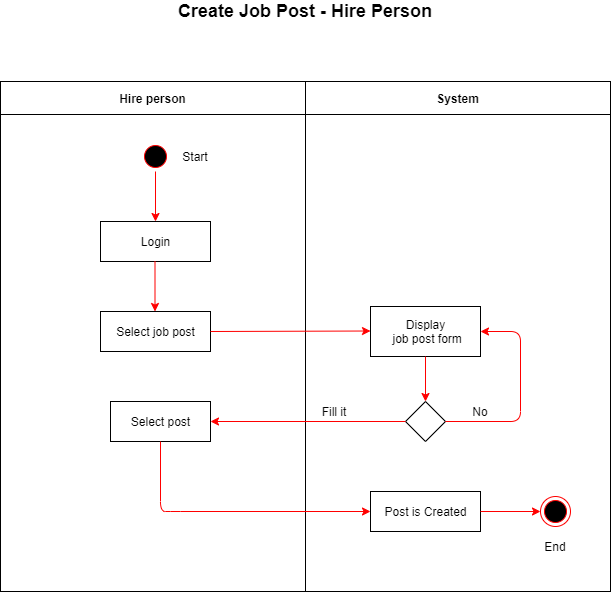 Create Job Post - Hire Person
Hire person
System
Start
Login
Select job post
Display
job post form
Fill it
No
Select post
Post is Created
End